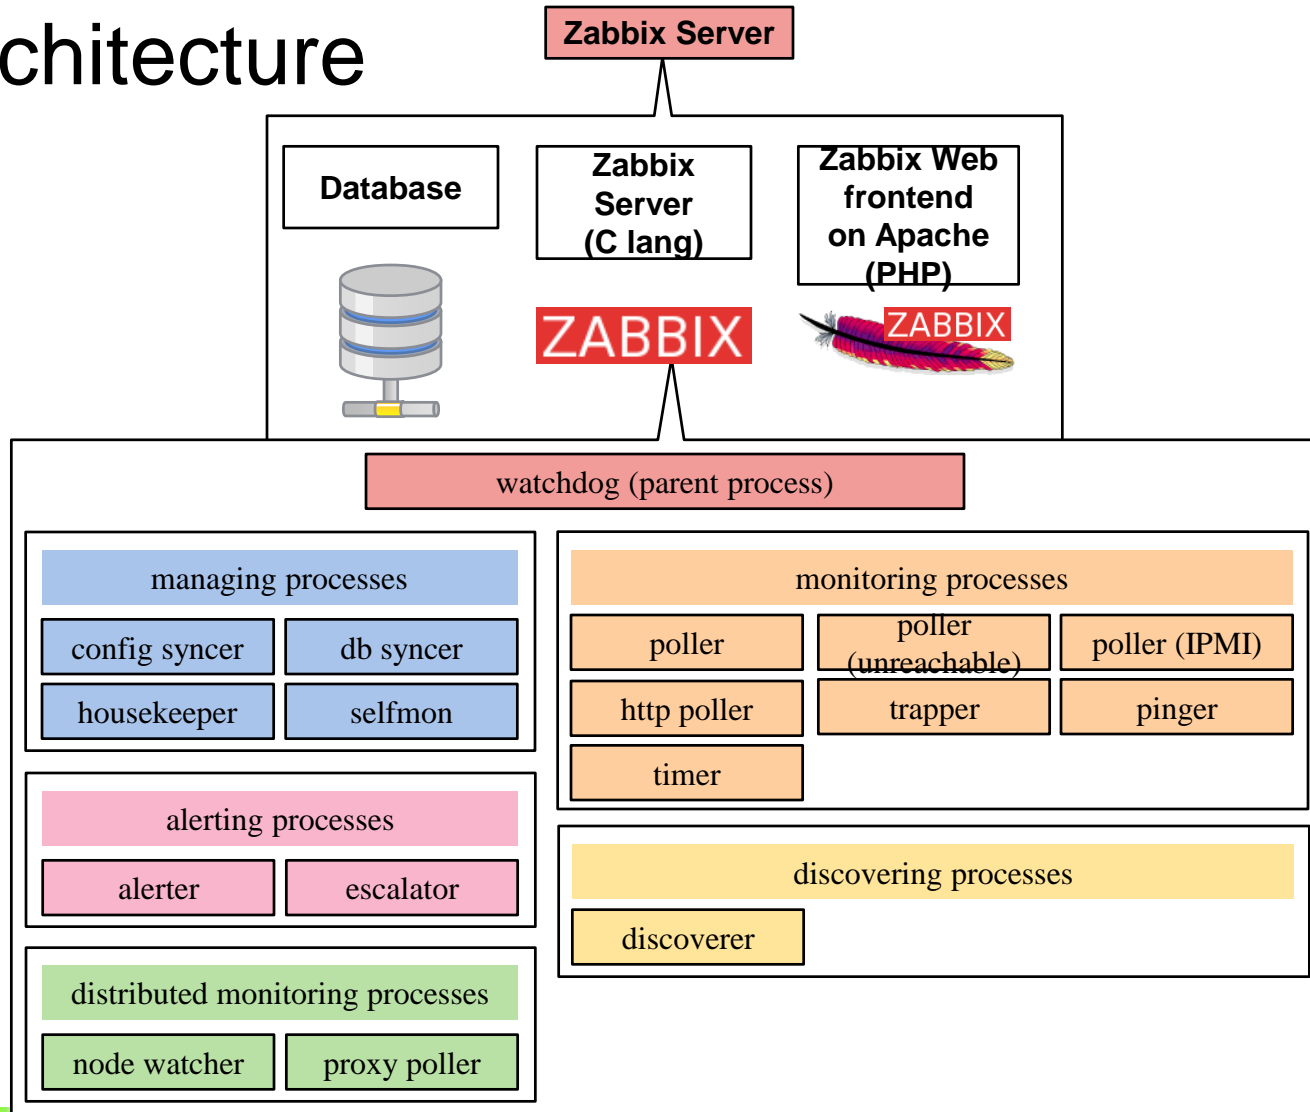 chitecture
Zabbix Server
Database
Zabbix
Server
(C lang)
Zabbix Web
frontend
on Apache
(PHP)
ZABBIX
ZABBIX
watchdog (parent process)
managing processes
config syncer
db syncer
housekeeper
selfmon
monitoring processes
poller
poller
(unreachable)
poller (IPMI)
http poller
trapper
pinger
timer
alerting processes
alerter
escalator
discovering processes
discoverer
distributed monitoring processes
node watcher
proxy poller